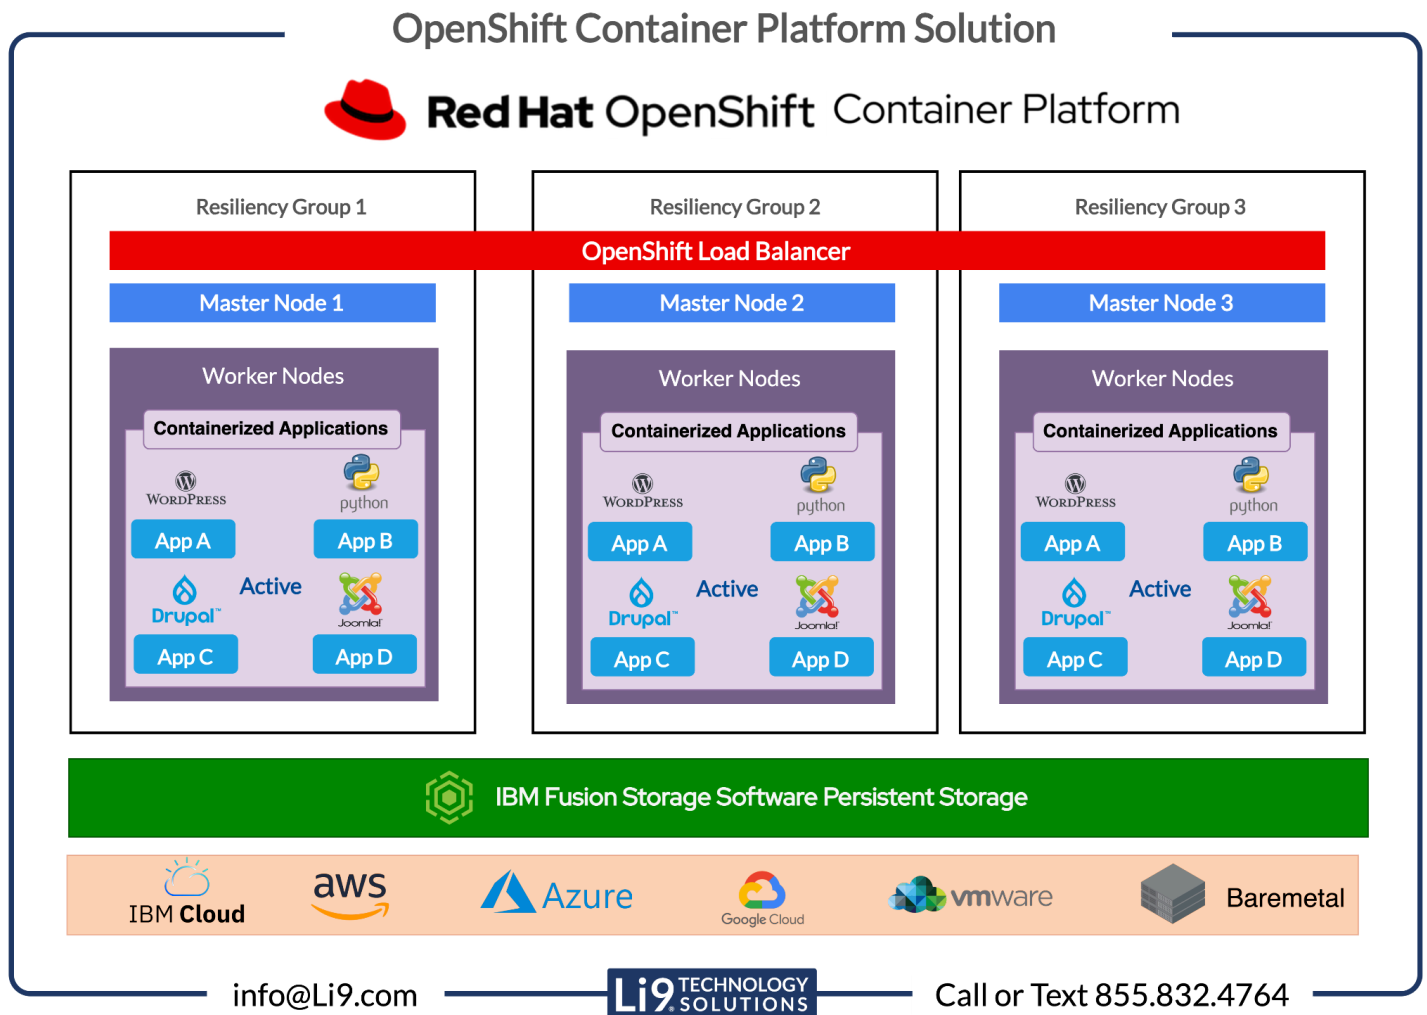 OpenShift Container Platform Solution
Red Hat OpenShift Container Platform
Resiliency Group 1
Resiliency Group 2
Resiliency Group 3
OpenShift Load Balancer
Master Node 1
Master Node 2
Master Node 3
Worker Nodes
Containerized Applications
WORDPRESS
python
App A
App B
Active
Drupal™
Joomla!
App C
App D
Worker Nodes
Containerized Applications
WORDPRESS
python
App A
App B
Active
Drupal™
Joomla!
App C
App D
Worker Nodes
Containerized Applications
WORDPRESS
python
App A
App B
Active
Drupal™
Joomla!
App C
App D
IBM Fusion Storage Software Persistent Storage
IBM Cloud
aws
Azure
Google Cloud
vmware
Baremetal
info@Li9.com
Li9® TECHNOLOGY
SOLUTIONS
Call or Text 855.832.4764